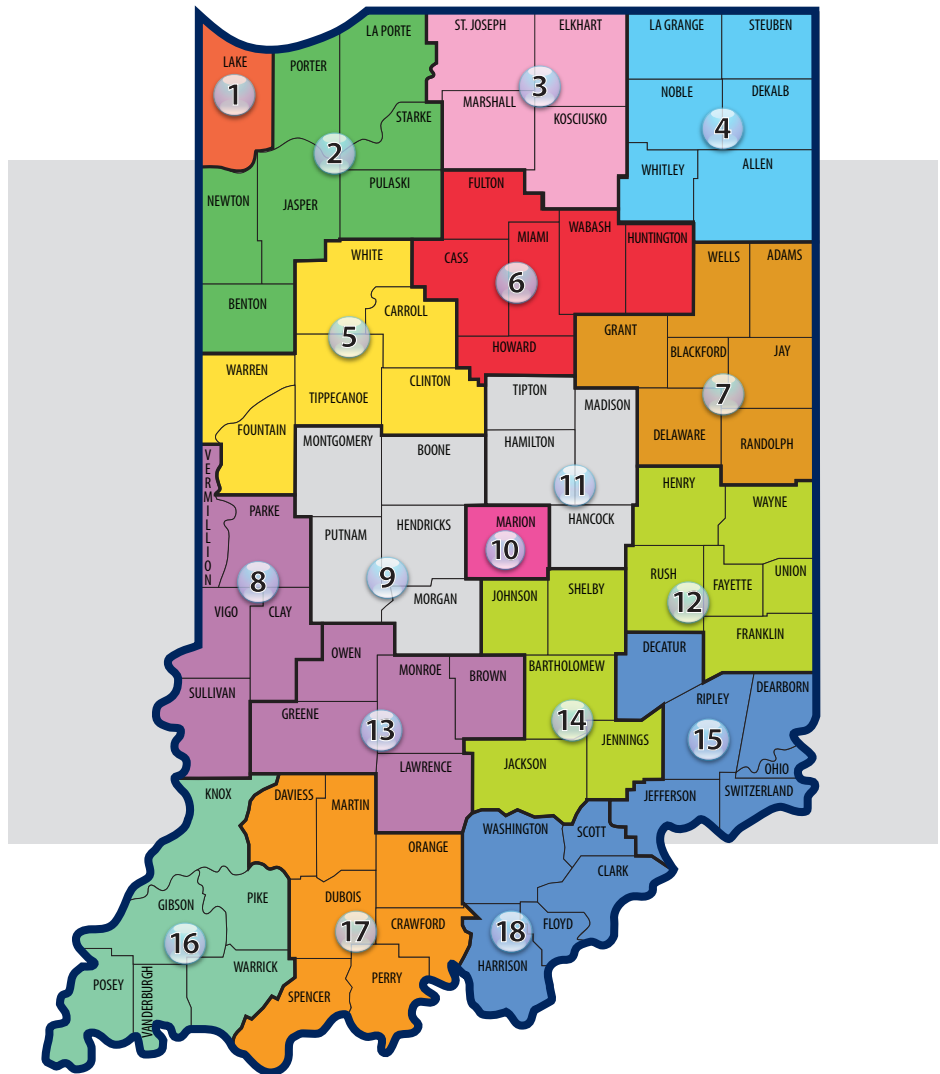 LA PORTE
ST. JOSEPH
ELKHART
LA GRANGE
STEUBEN
LAKE
PORTER
1
3
NOBLE
DEKALB
MARSHALL
STARKE
KOSCIUSKO
4
2
WHITLEY
ALLEN
NEWTON
JASPER
PULASKI
FULTON
WABASH
MIAMI
HUNTINGTON
WHITE
CASS
WELLS
ADAMS
6
BENTON
CARROLL
5
GRANT
HOWARD
BLACKFORD
JAY
WARREN
CLINTON
TIPTON
7
TIPPECANOE
MADISON
FOUNTAIN
MONTGOMERY
BOONE
HAMILTON
DELAWARE
RANDOLPH
VERMILLION
11
HENRY
PARKE
WAYNE
PUTNAM
HENDRICKS
MARION
HANCOCK
10
9
8
RUSH
FAYETTE
UNION
VIGO
CLAY
MORGAN
JOHNSON
SHELBY
12
FRANKLIN
OWEN
DECATUR
MONROE
BROWN
BARTHOLOMEW
SULLIVAN
RIPLEY
DEARBORN
GREENE
13
14
JENNINGS
15
LAWRENCE
JACKSON
OHIO
KNOX
DAVIESS
MARTIN
JEFFERSON
SWITZERLAND
WASHINGTON
SCOTT
ORANGE
CLARK
GIBSON
PIKE
DUBOIS
CRAWFORD
FLOYD
16
17
18
WARRICK
HARRISON
POSEY
VANDERBURGH
SPENCER
PERRY